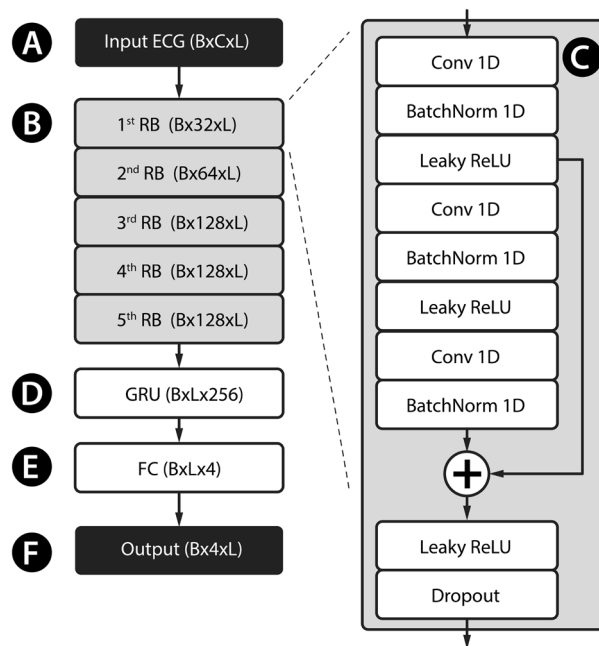 A
Input ECG (BxCxL)
B
1st RB (Bx32xL)
2nd RB (Bx64xL)
3rd RB (Bx128xL)
4th RB (Bx128xL)
5th RB (Bx128xL)
D
GRU (BxLx256)
E
FC (BxLx4)
F
Output (Bx4xL)
C
Conv 1D
BatchNorm 1D
Leaky ReLU
Conv 1D
BatchNorm 1D
Leaky ReLU
Conv 1D
BatchNorm 1D
+
Leaky ReLU
Dropout